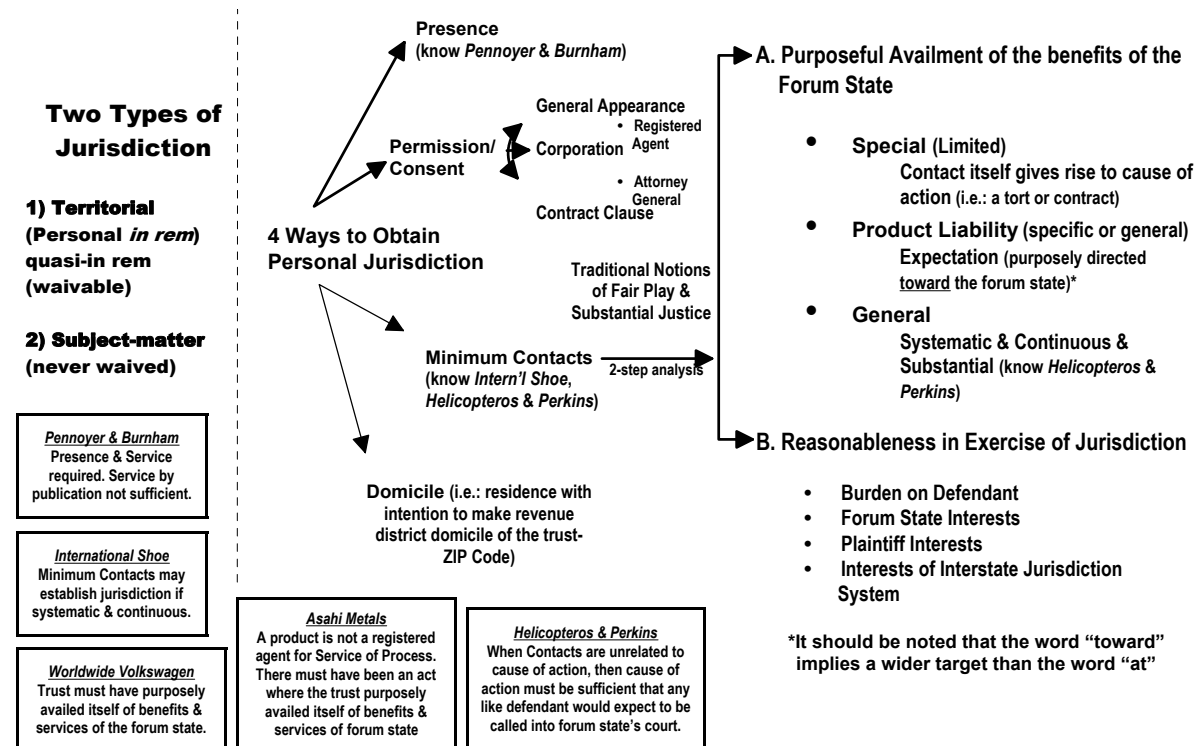 Two Types of
Jurisdiction
1) Territorial
(Personal in rem)
quasi-in rem
(waivable)
2) Subject-matter
(never waived)
Pennoyer & Burnham
Presence & Service
required. Service by
publication not sufficient.
International Shoe
Minimum Contacts may
establish jurisdiction if
systematic & continuous.
Worldwide Volkswagen
Trust must have purposely
availed itself of benefits &
services of the forum state.
4 Ways to Obtain
Personal Jurisdiction
Presence
(know Pennoyer & Burnham)
Permission/
Consent
General Appearance
• Registered
Agent
Corporation
• Attorney
General
Contract Clause
Minimum Contacts
(know Intern'l Shoe,
Helicopteros & Perkins)
Traditional Notions
of Fair Play &
Substantial Justice
2-step analysis
Domicile (i.e.: residence with
intention to make revenue
district domicile of the trust-
ZIP Code)
Asahi Metals
A product is not a registered
agent for Service of Process.
There must have been an act
where the trust purposely
availed itself of benefits &
services of forum state
Helicopteros & Perkins
When Contacts are unrelated to
cause of action, then cause of
action must be sufficient that any
like defendant would expect to be
called into forum state's court.
A. Purposeful Availment of the benefits of the
Forum State
• Special (Limited)
Contact itself gives rise to cause of
action (i.e.: a tort or contract)
• Product Liability (specific or general)
Expectation (purposely directed
toward the forum state)*
• General
Systematic & Continuous &
Substantial (know Helicopteros &
Perkins)
B. Reasonableness in Exercise of Jurisdiction
• Burden on Defendant
• Forum State Interests
• Plaintiff Interests
• Interests of Interstate Jurisdiction
System
*It should be noted that the word “toward”
implies a wider target than the word “at”